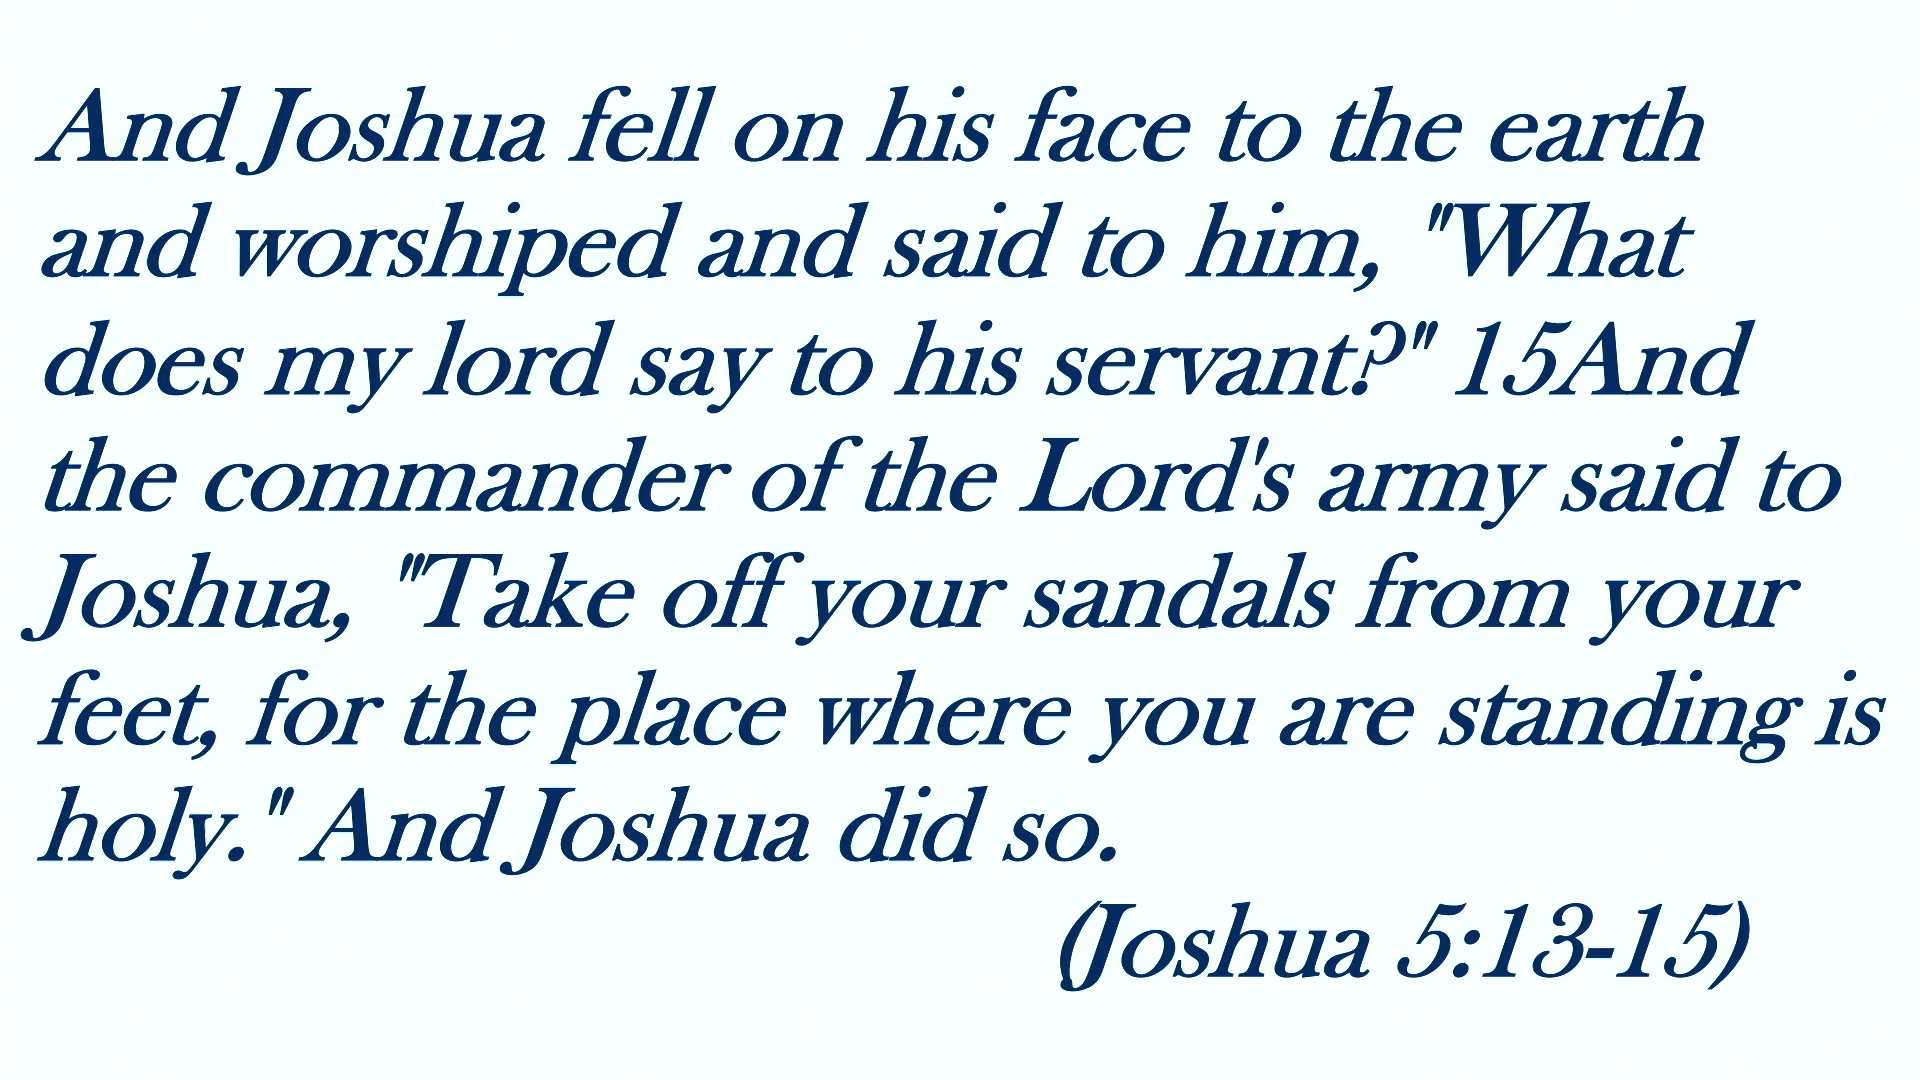 And Joshua fell on his face to the earth
and worshiped and said to him, "What
does my lord say to his servant?" 15And
the commander of the Lord's army said to
Joshua, "Take off your sandals from your
feet, for the place where you are standing is
holy." And Joshua did so.
(Joshua 5:13-15)